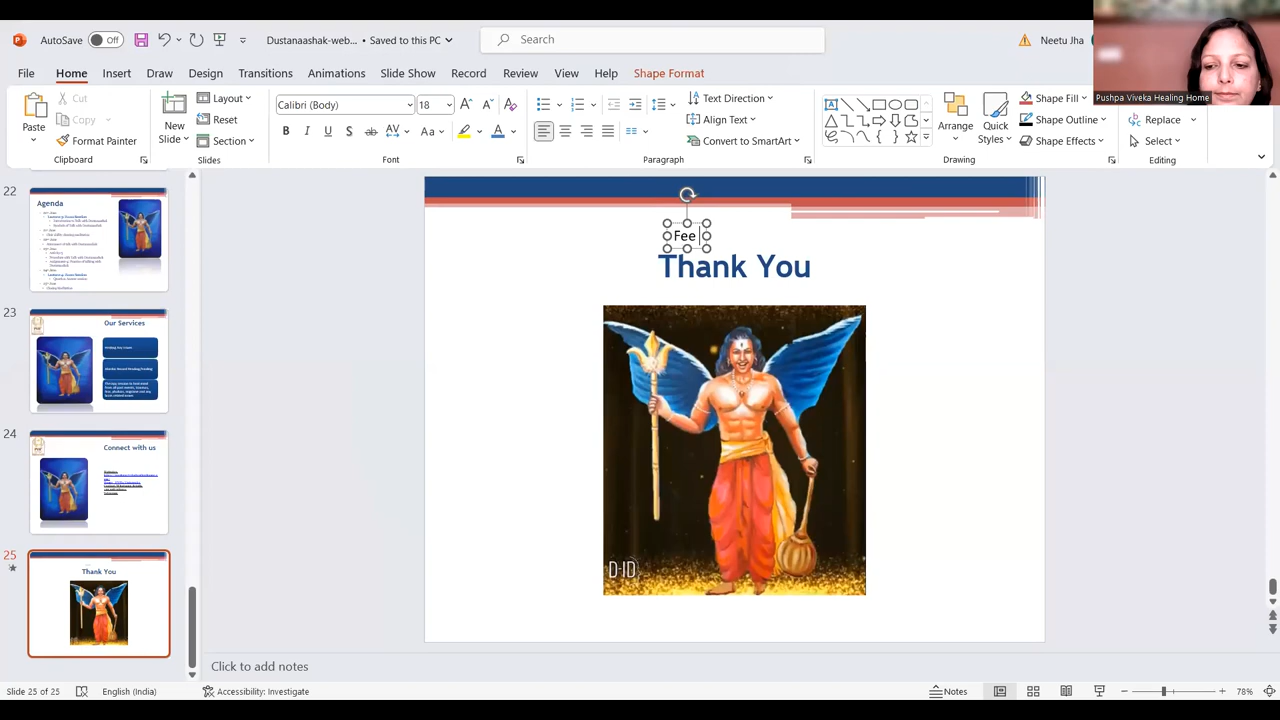 AutoSave Off
Dustanaashak-web... • Saved to this PC
Search
Neetu Jha
Pushpa Viveka Healing Home
File Home Insert Draw Design Transitions Animations Slide Show Record Review View Help Shape Format
Paste
Cut
Copy
Format Painter
Clipboard
New Slide
Layout
Reset
Section
Slides
Calibri (Body) 18
B I U S ab AV Aa A
Font
Text Direction
Align Text
Convert to SmartArt
Paragraph
Arrange
Quick Styles
Shape Fill
Shape Outline
Shape Effects
Drawing
Replace
Select
Editing
22
Agenda
23
Our Services
24
Connect with us
25
Thank You
Fee
Thank You
D-ID
Click to add notes
Slide 25 of 25 English (India) Accessibility: Investigate Notes 78%